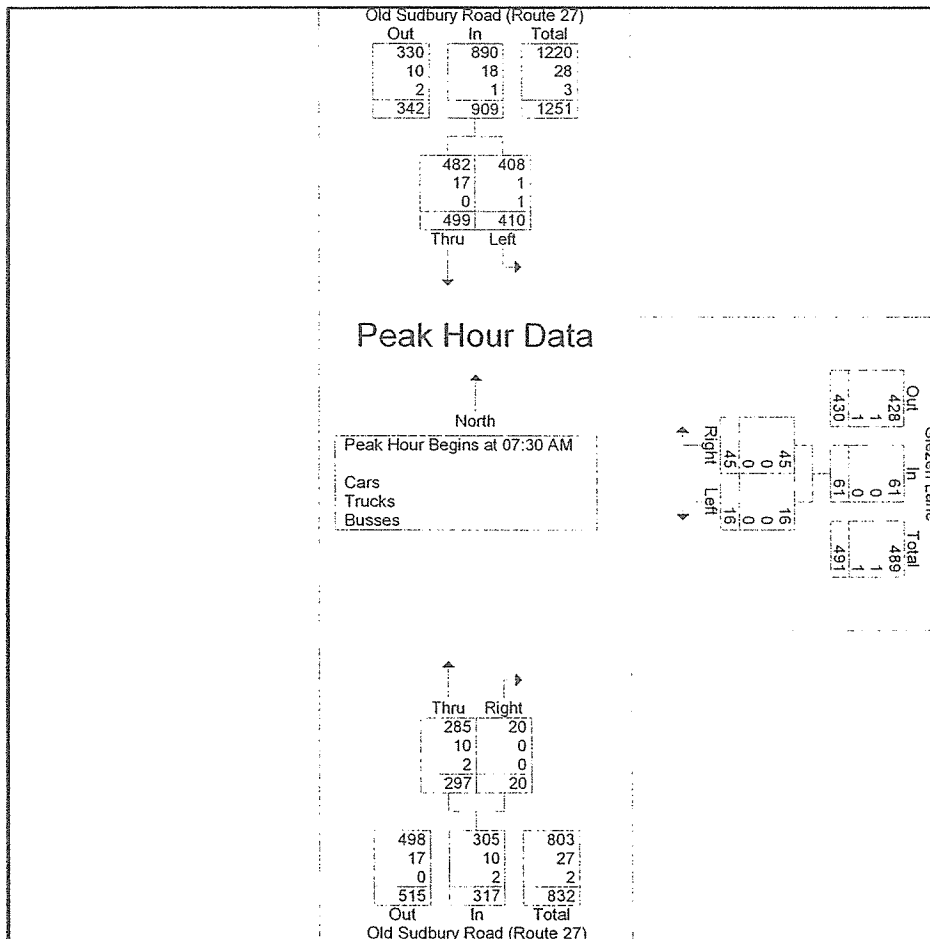 Old Sudbury Road (Route 27)
Out In Total
330 890 1220
10 18 28
2 1 3
342 909 1251
482 408
17 1
0 1
499 410
Thru Left
Peak Hour Data
North
Peak Hour Begins at 07:30 AM
Cars
Trucks
Busses
Right Left
45 16
0 0
0 0
45 16
Lane
Out In Total
428 61 489
1 0 1
1 0 1
430 61 491
Thru Right
285 20
10 0
2 0
297 20
498 305 803
17 10 27
0 2 2
515 317 832
Out In Total
Old Sudbury Road (Route 27)